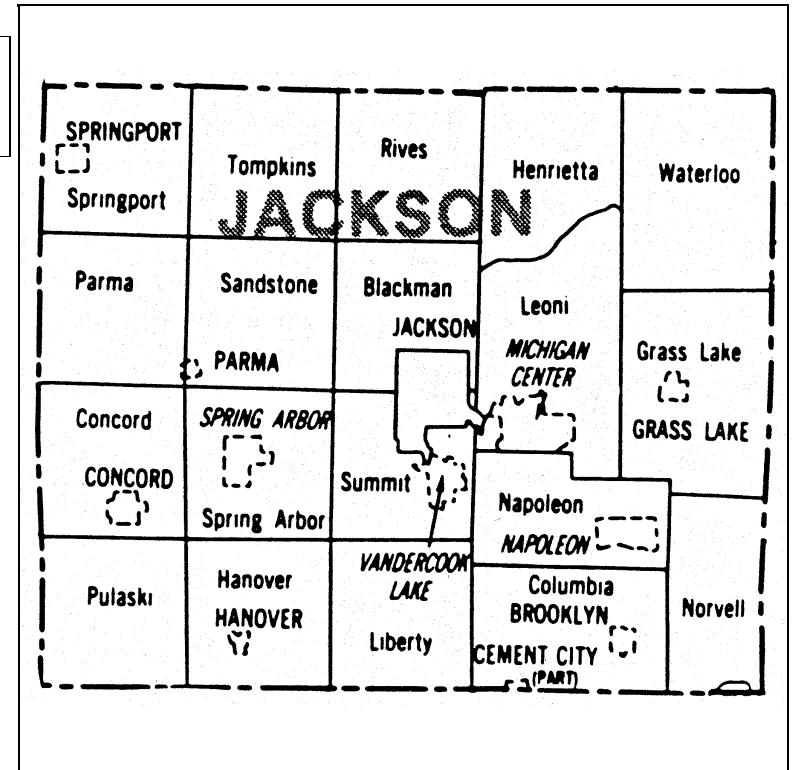 SPRINGPORT
Springport
Tompkins
Rives
Henrietta
Waterloo
JACKSON
Parma
Sandstone
PARMA
Blackman
JACKSON
Leoni
MICHIGAN
CENTER
Grass Lake
GRASS LAKE
Concord
CONCORD
SPRING ARBOR
Spring Arbor
Summit
VANDERCOOK
LAKE
Napoleon
NAPOLEON
Pulaski
Hanover
HANOVER
Liberty
Columbia
BROOKLYN
CEMENT CITY
(PART)
Norvell